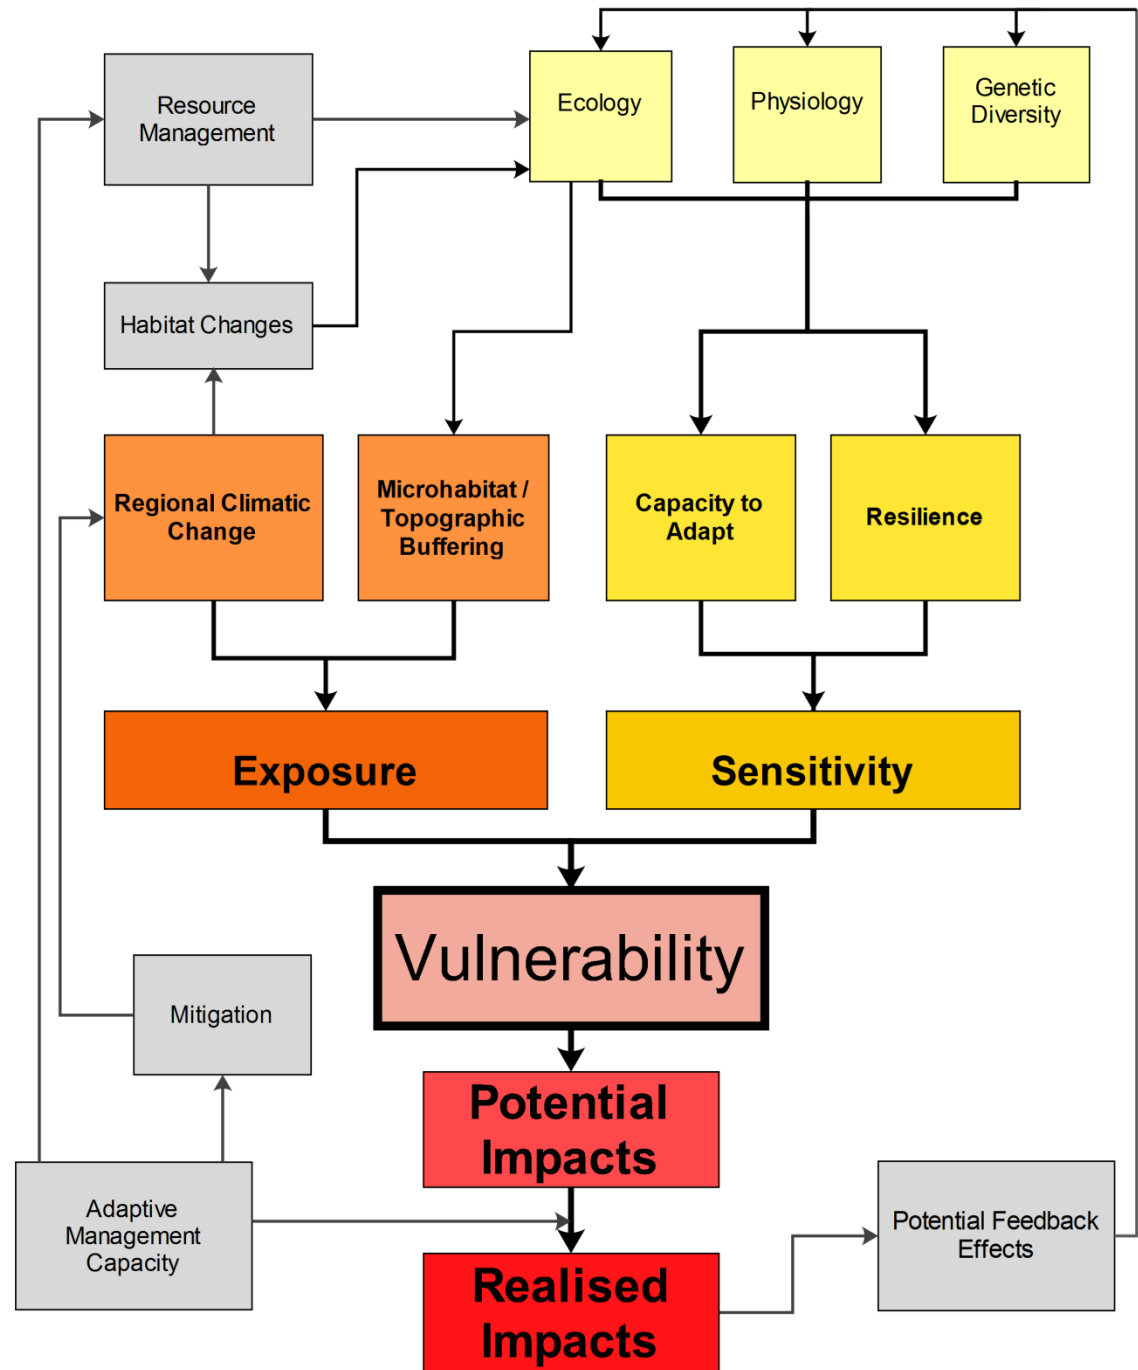 Resource
Management
Ecology
Physiology
Genetic
Diversity
Habitat Changes
Regional Climatic
Change
Microhabitat /
Topographic
Buffering
Capacity to
Adapt
Resilience
Exposure
Sensitivity
Vulnerability
Mitigation
Potential
Impacts
Adaptive
Management
Capacity
Potential Feedback
Effects
Realised
Impacts